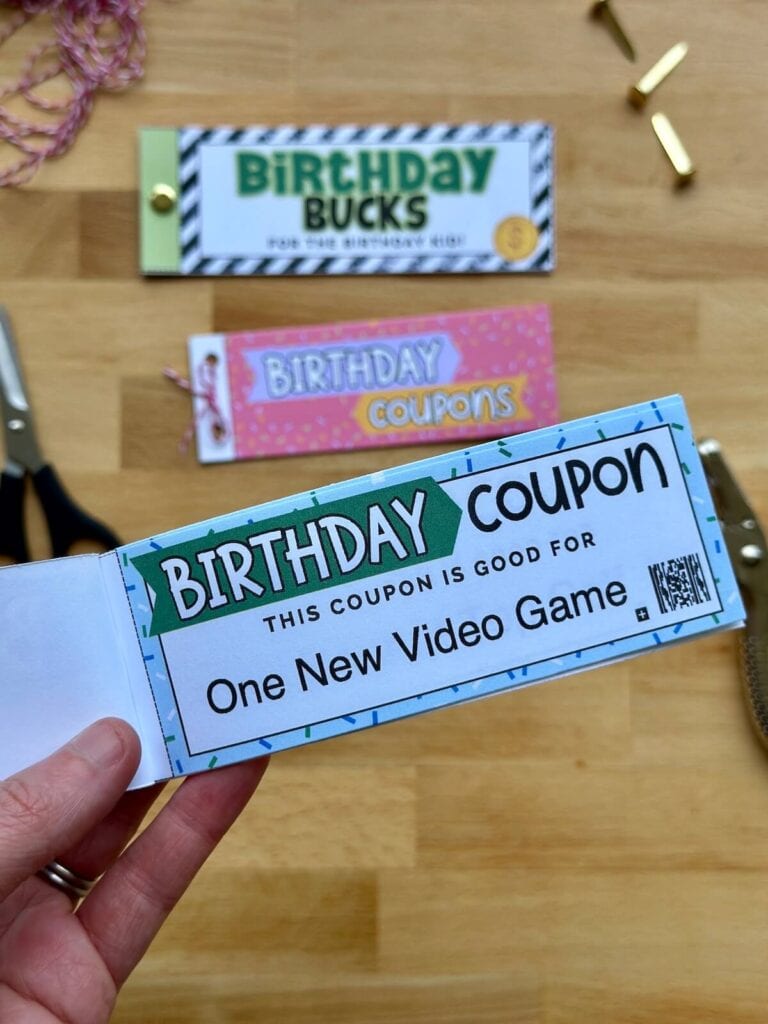 BiRtHDAY
BUCKS
FOR THE BIRTHDAY KID!
$
BIRTHDAY
COUPONS
BIRTHDAY COUPON
THIS COUPON IS GOOD FOR
One New Video Game